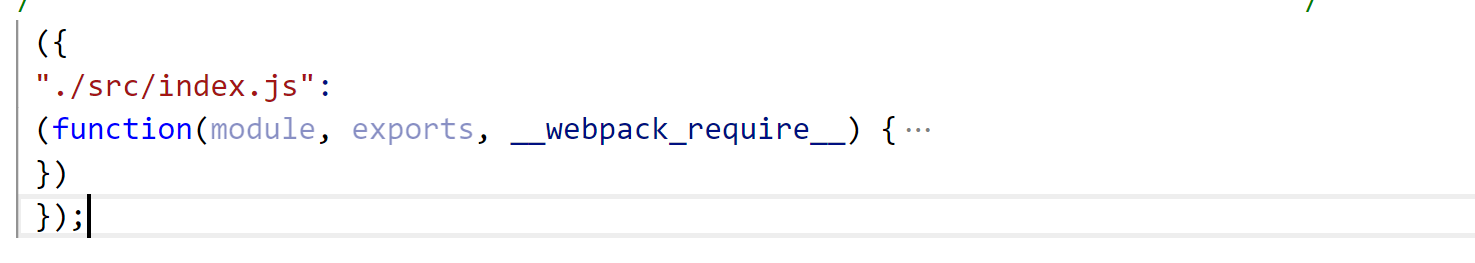 / /
({
"./src/index.js":
(function(module, exports, __webpack_require__) {···
})
});